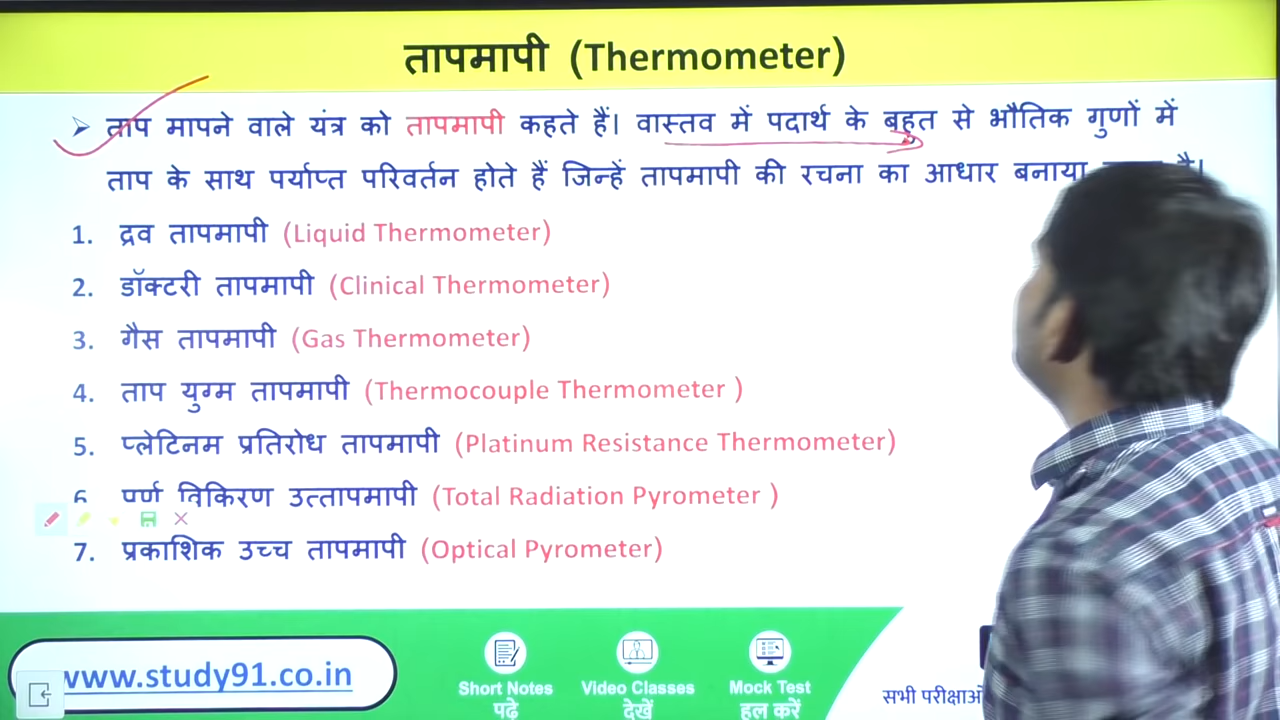 तापमापी (Thermometer)
➢ ताप मापने वाले यंत्र को तापमापी कहते हैं। वास्तव में पदार्थ के बहुत से भौतिक गुणों में
ताप के साथ पर्याप्त परिवर्तन होते हैं जिन्हें तापमापी की रचना का आधार बनाया है।
1. द्रव तापमापी (Liquid Thermometer)
2. डॉक्टरी तापमापी (Clinical Thermometer)
3. गैस तापमापी (Gas Thermometer)
4. ताप युग्म तापमापी (Thermocouple Thermometer )
5. प्लेटिनम प्रतिरोध तापमापी (Platinum Resistance Thermometer)
6. पूर्ण विकिरण उत्तापमापी (Total Radiation Pyrometer )
7. प्रकाशिक उच्च तापमापी (Optical Pyrometer)
www.study91.co.in
Short Notes
पढ़े
Video Classes
देखें
Mock Test
हल करें
सभी परीक्षाओं